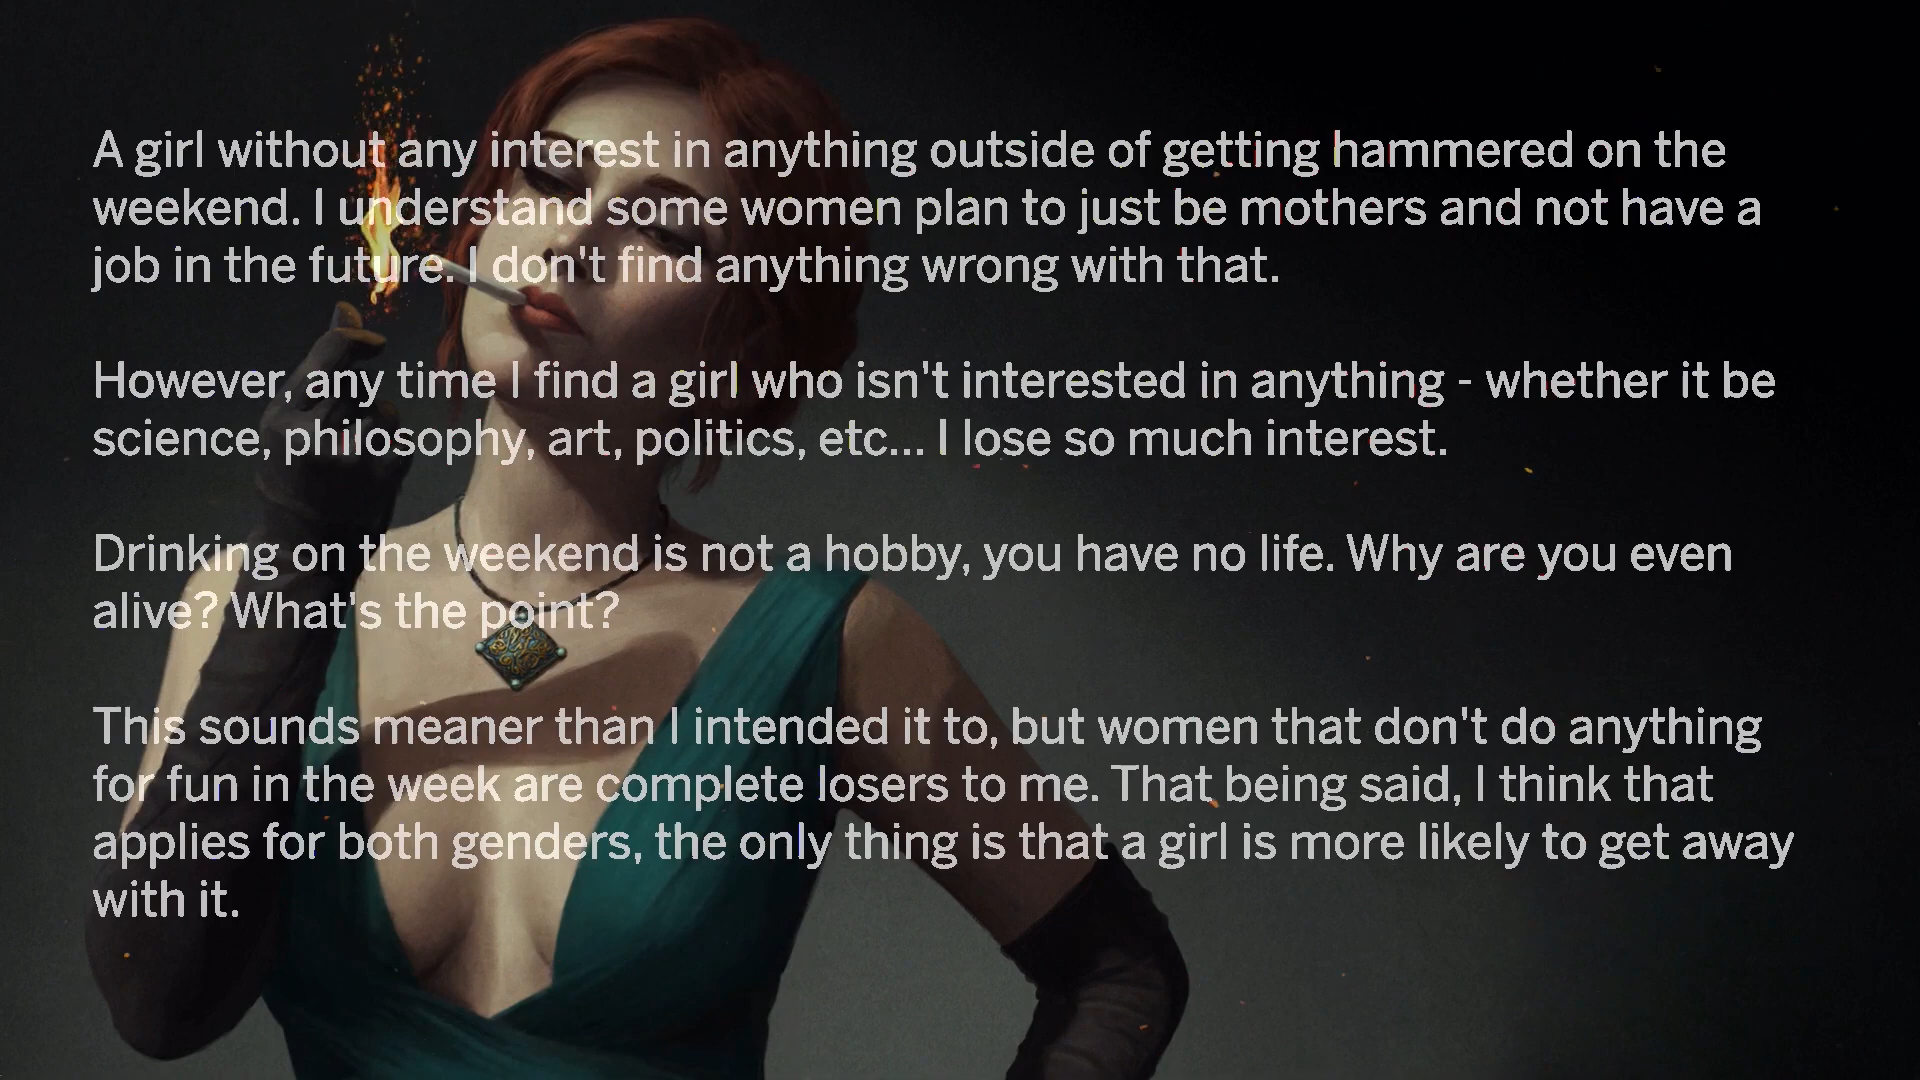 A girl without any interest in anything outside of getting hammered on the
weekend. I understand some women plan to just be mothers and not have a
job in the future. I don't find anything wrong with that.
However, any time I find a girl who isn't interested in anything - whether it be
science, philosophy, art, politics, etc... I lose so much interest.
Drinking on the weekend is not a hobby, you have no life. Why are you even
alive? What's the point?
This sounds meaner than I intended it to, but women that don't do anything
for fun in the week are complete losers to me. That being said, I think that
applies for both genders, the only thing is that a girl is more likely to get away
with it.